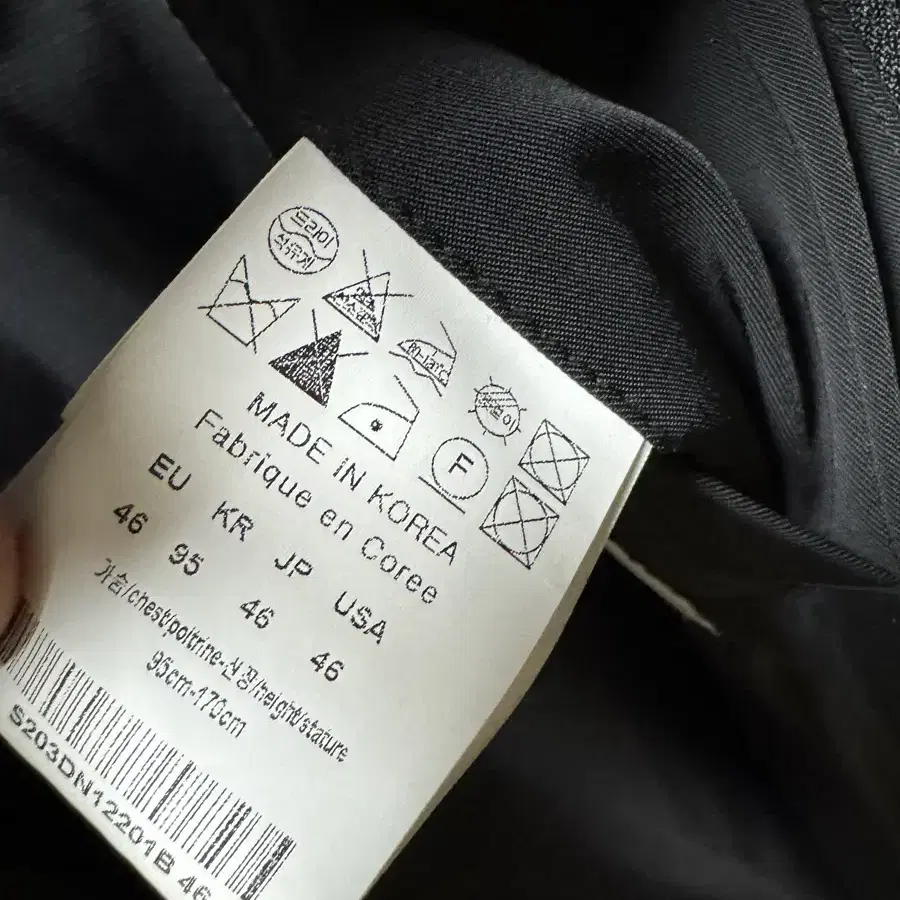 드라이
석유계
F
MADE IN KOREA
Fabrique en Coree
EU KR JP USA
46 95 46 46
가슴/chest/poitrine-신장/height/stature
95cm-170cm
S203DN12201B 46